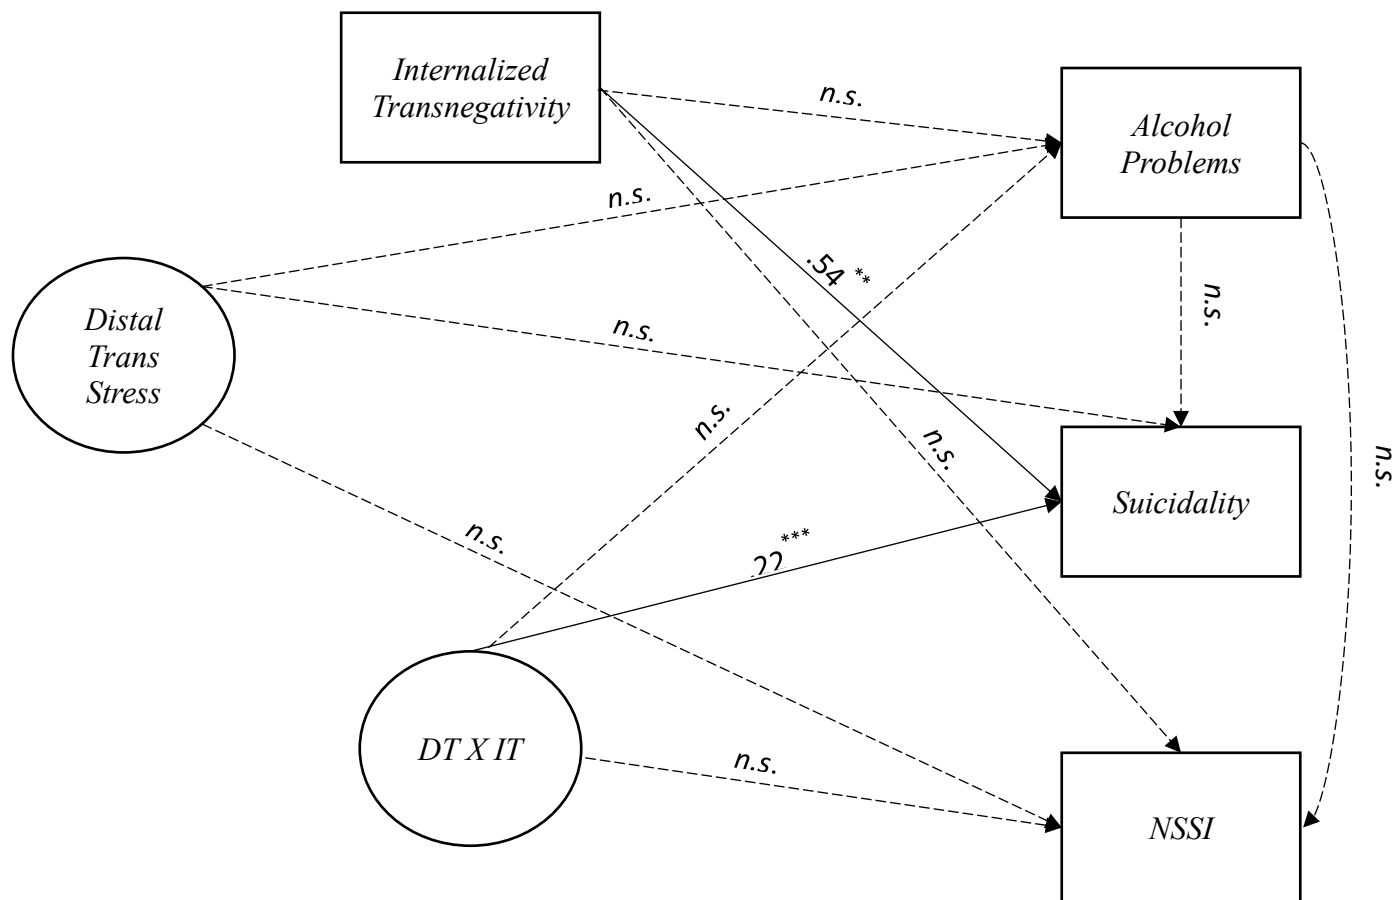 Internalized
Transnegativity
n.s.
Alcohol
Problems
n.s.
.54 **
n.s.
Distal
Trans
Stress
n.s.
n.s.
n.s.
n.s.
Suicidality
n.s.
n.s.
.22***
DT X IT
n.s.
NSSI